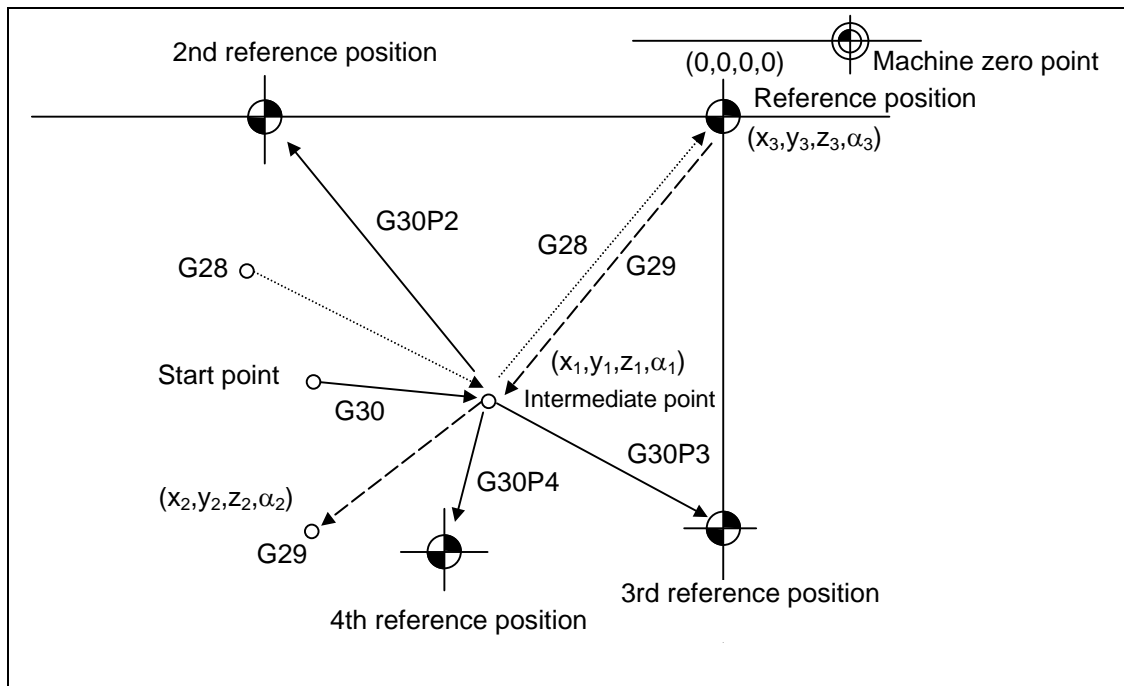 2nd reference position
(0,0,0,0)
Machine zero point
Reference position
(x₃,y₃,z₃,α₃)
G30P2
G28
G29
G28
(x₁,y₁,z₁,α₁)
Start point
Intermediate point
G30
G30P3
G30P4
(x₂,y₂,z₂,α₂)
G29
3rd reference position
4th reference position